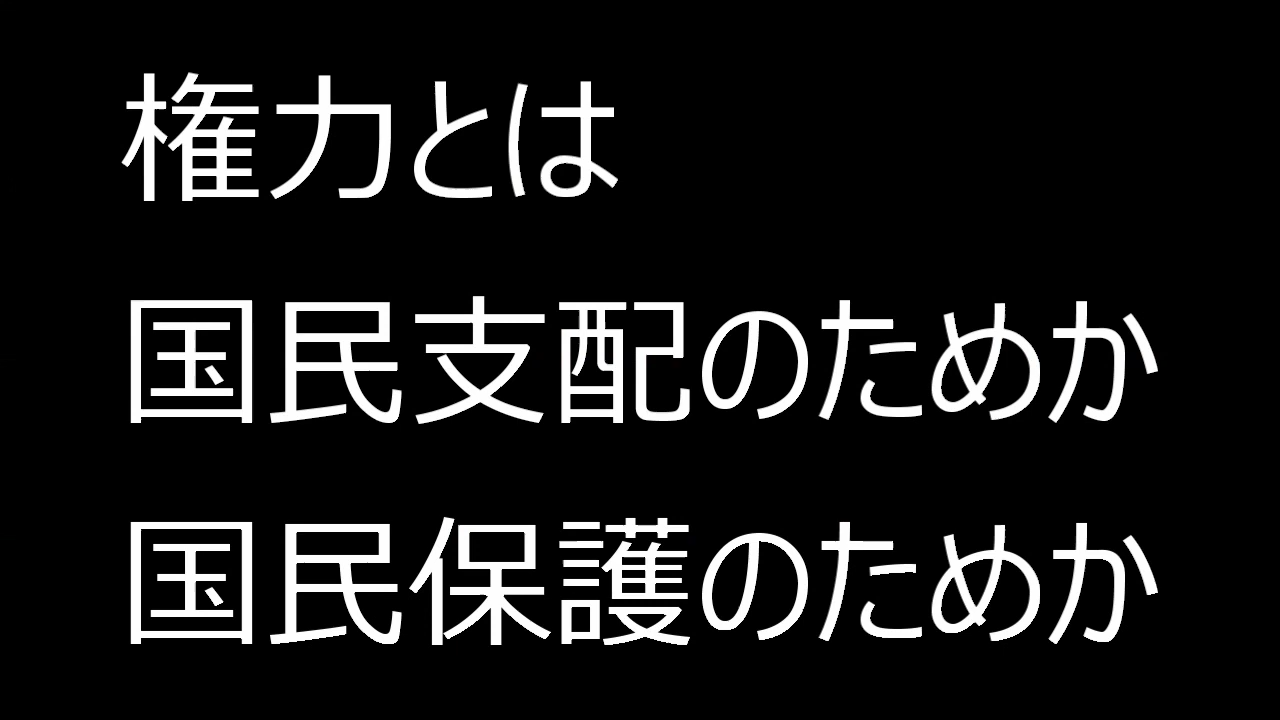 権力とは
国民支配のためか
国民保護のためか